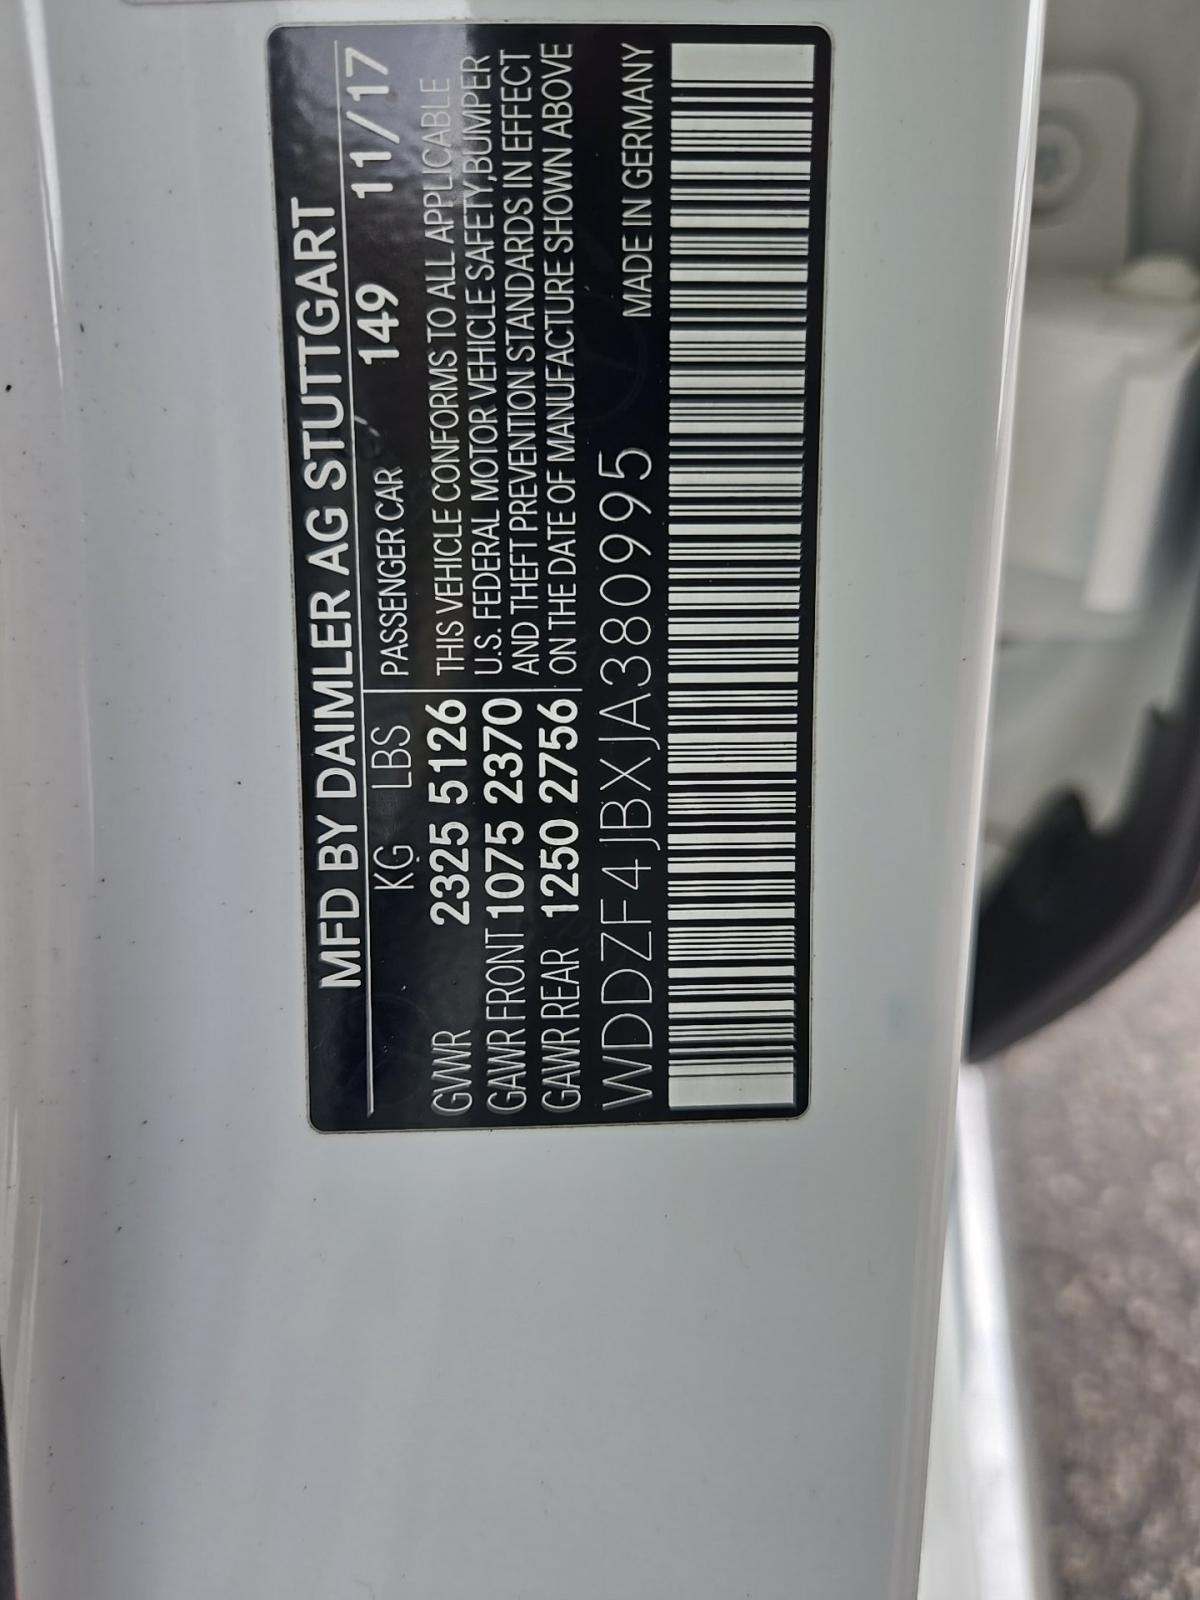 MFD BY DAIMLER AG STUTTGART
KG LBS PASSENGER CAR 149 11/17
GVWR 2325 5126 THIS VEHICLE CONFORMS TO ALL APPLICABLE
GAWR FRONT 1075 2370 U.S. FEDERAL MOTOR VEHICLE SAFETY,BUMPER
GAWR REAR 1250 2756 AND THEFT PREVENTION STANDARDS IN EFFECT
ON THE DATE OF MANUFACTURE SHOWN ABOVE
WDDZF4JBXJA380995 MADE IN GERMANY